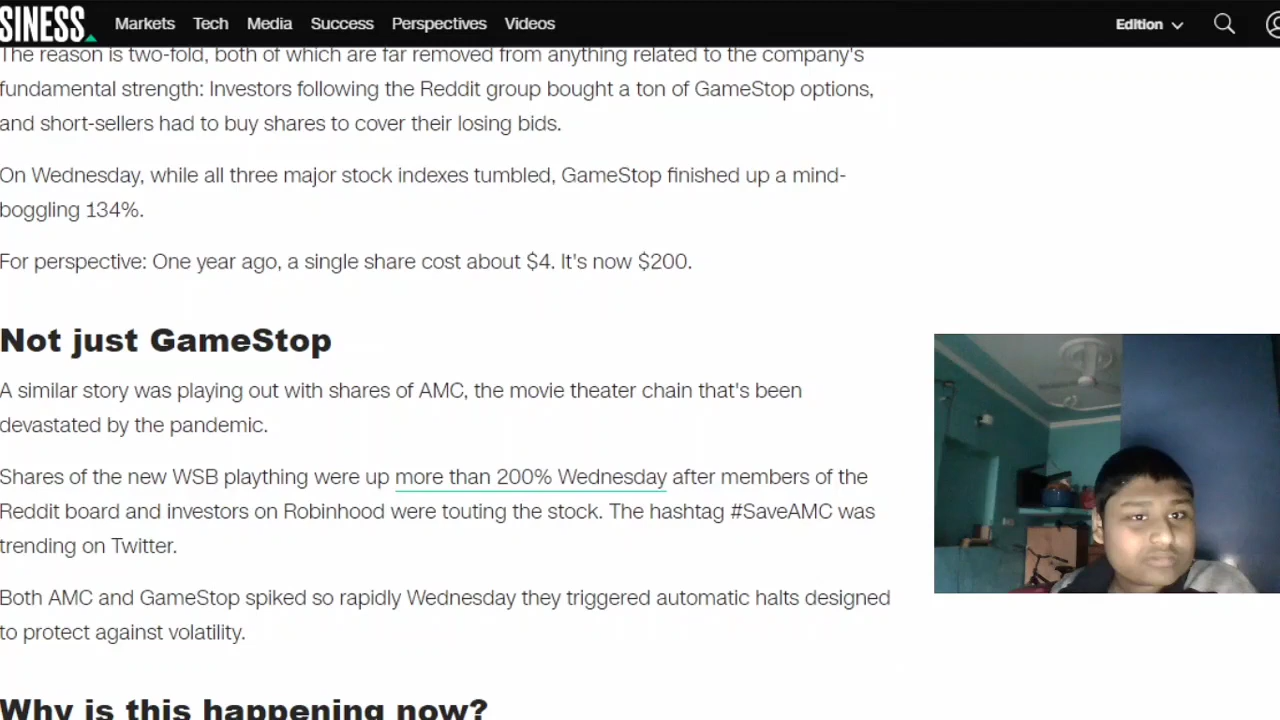 SINESS Markets Tech Media Success Perspectives Videos Edition
The reason is two-fold, both of which are far removed from anything related to the company's
fundamental strength: Investors following the Reddit group bought a ton of GameStop options,
and short-sellers had to buy shares to cover their losing bids.
On Wednesday, while all three major stock indexes tumbled, GameStop finished up a mind-
boggling 134%.
For perspective: One year ago, a single share cost about $4. It's now $200.
Not just GameStop
A similar story was playing out with shares of AMC, the movie theater chain that's been
devastated by the pandemic.
Shares of the new WSB plaything were up more than 200% Wednesday after members of the
Reddit board and investors on Robinhood were touting the stock. The hashtag #SaveAMC was
trending on Twitter.
Both AMC and GameStop spiked so rapidly Wednesday they triggered automatic halts designed
to protect against volatility.
Why is this happening now?